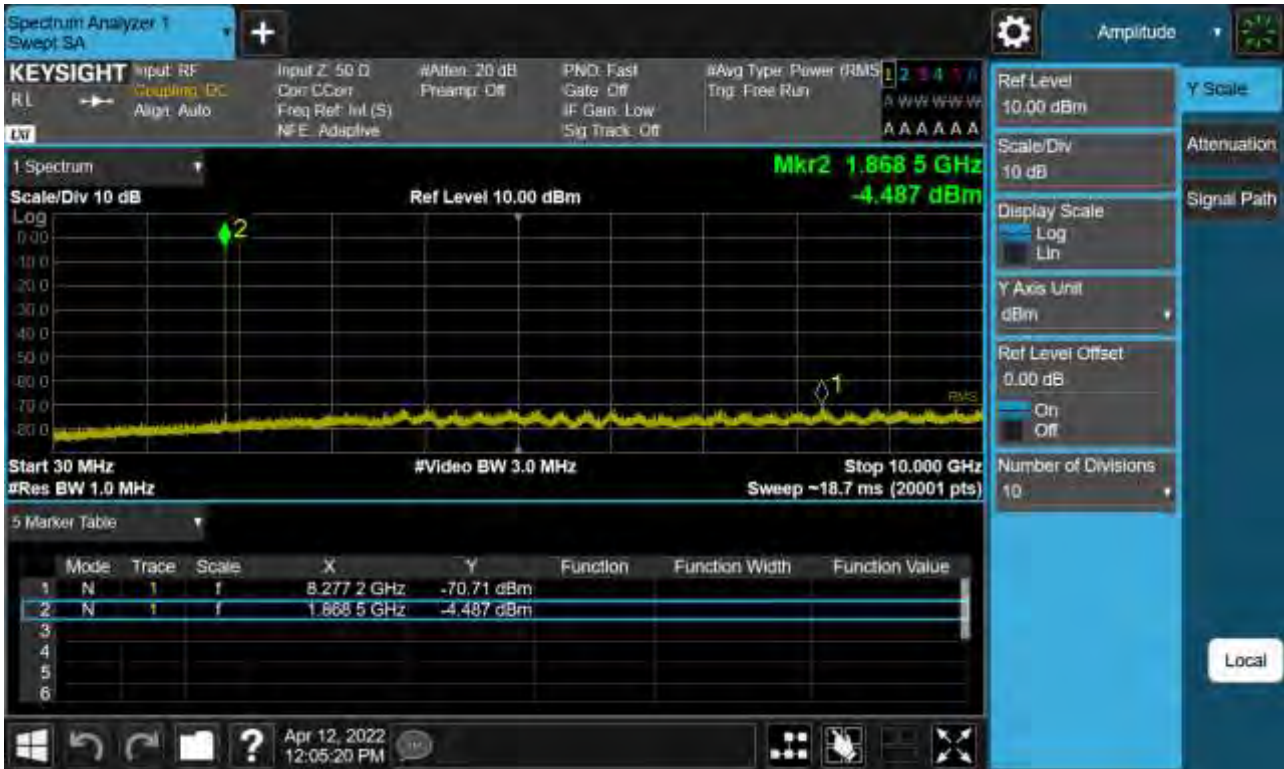 Spectrum Analyzer 1
Swept SA
+
Amplitude
KEYSIGHT Input: RF
RL
Coupling: DC
Align: Auto
LXI
Input Z: 50 Ω
Corr CCorr
Freq Ref: Int (S)
NFE: Adaptive
#Atten: 20 dB
Preamp: Off
PNO: Fast
Gate: Off
IF Gain: Low
Sig Track: Off
#Avg Type: Power (RMS
Trig: Free Run
1 2 3 4 5 6
A W W W W W
A A A A A A
1 Spectrum
Mkr2 1.868 5 GHz
Scale/Div 10 dB
Ref Level 10.00 dBm
-4.487 dBm
Log
0.00
-10.0
-20.0
-30.0
-40.0
-50.0
-60.0
-70.0
-80.0
2
1
RMS
Start 30 MHz
#Video BW 3.0 MHz
Stop 10.000 GHz
#Res BW 1.0 MHz
Sweep ~18.7 ms (20001 pts)
5 Marker Table
Mode Trace Scale X Y Function Function Width Function Value
1 N 1 f 8.277 2 GHz -70.71 dBm
2 N 1 f 1.868 5 GHz -4.487 dBm
3
4
5
6
Ref Level
10.00 dBm
Scale/Div
10 dB
Display Scale
Log
Lin
Y Axis Unit
dBm
Ref Level Offset
0.00 dB
On
Off
Number of Divisions
10
Y Scale
Attenuation
Signal Path
Local
?
Apr 12, 2022
12:05:20 PM